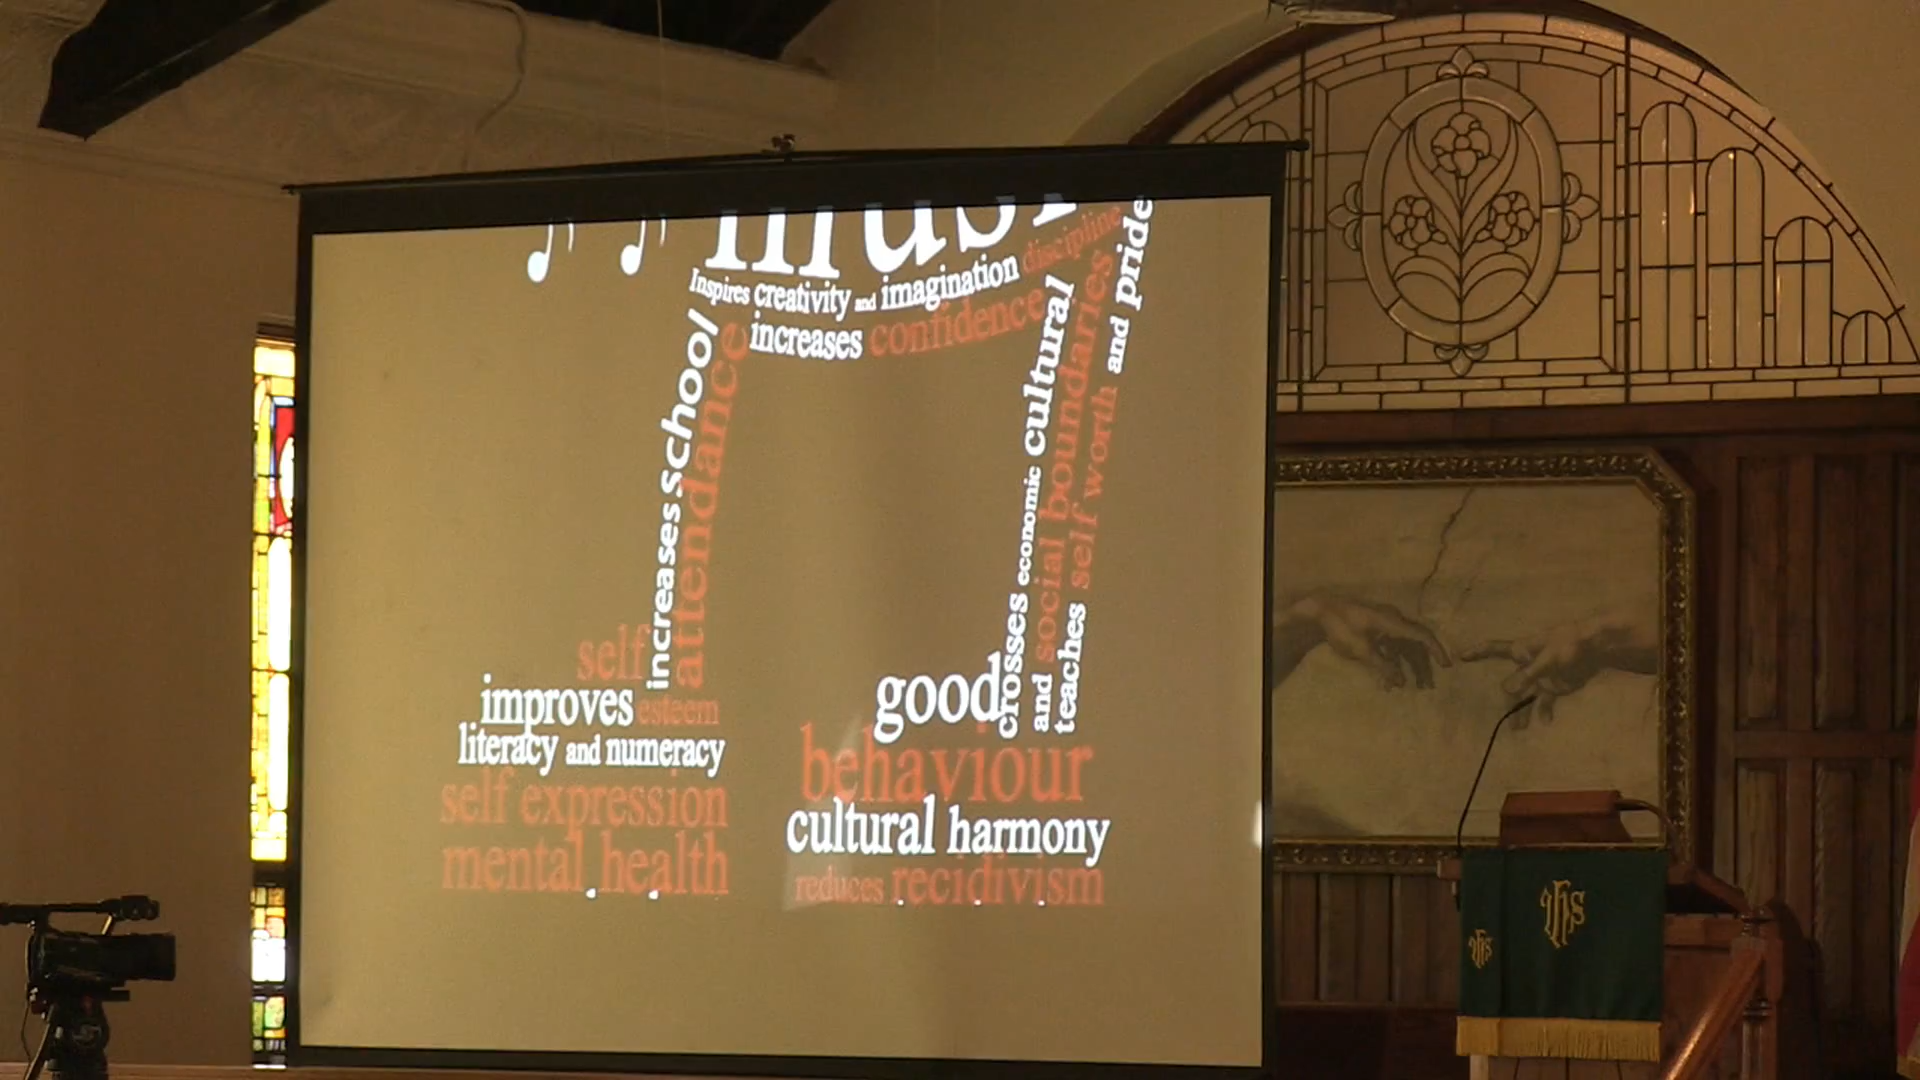 musi
Inspires creativity and imagination discipline
increases confidence
increases school
attendance
crosses economic cultural
and social boundaries
teaches self worth and pride
self
improves esteem
literacy and numeracy
self expression
mental health
good
behaviour
cultural harmony
reduces recidivism
IHS
IHS